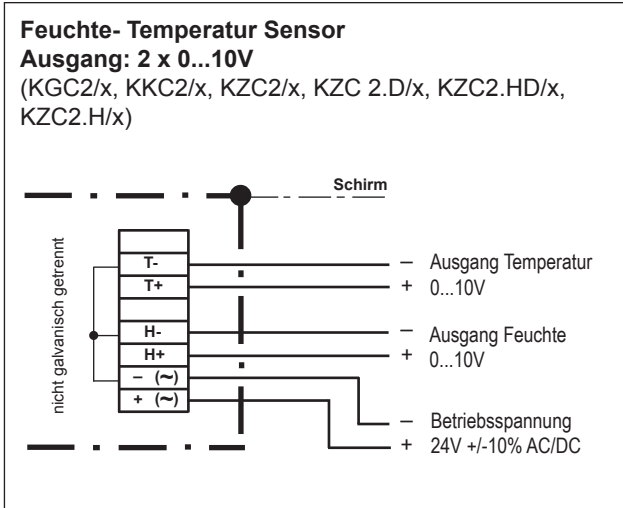 Feuchte- Temperatur Sensor
Ausgang: 2 x 0...10V
(KGC2/x, KKC2/x, KZC2/x, KZC 2.D/x, KZC2.HD/x,
KZC2.H/x)
Schirm
nicht galvanisch getrennt
T-
– Ausgang Temperatur
T+
+ 0...10V
H-
– Ausgang Feuchte
H+
+ 0...10V
– (~)
+ (~)
– Betriebsspannung
+ 24V +/-10% AC/DC